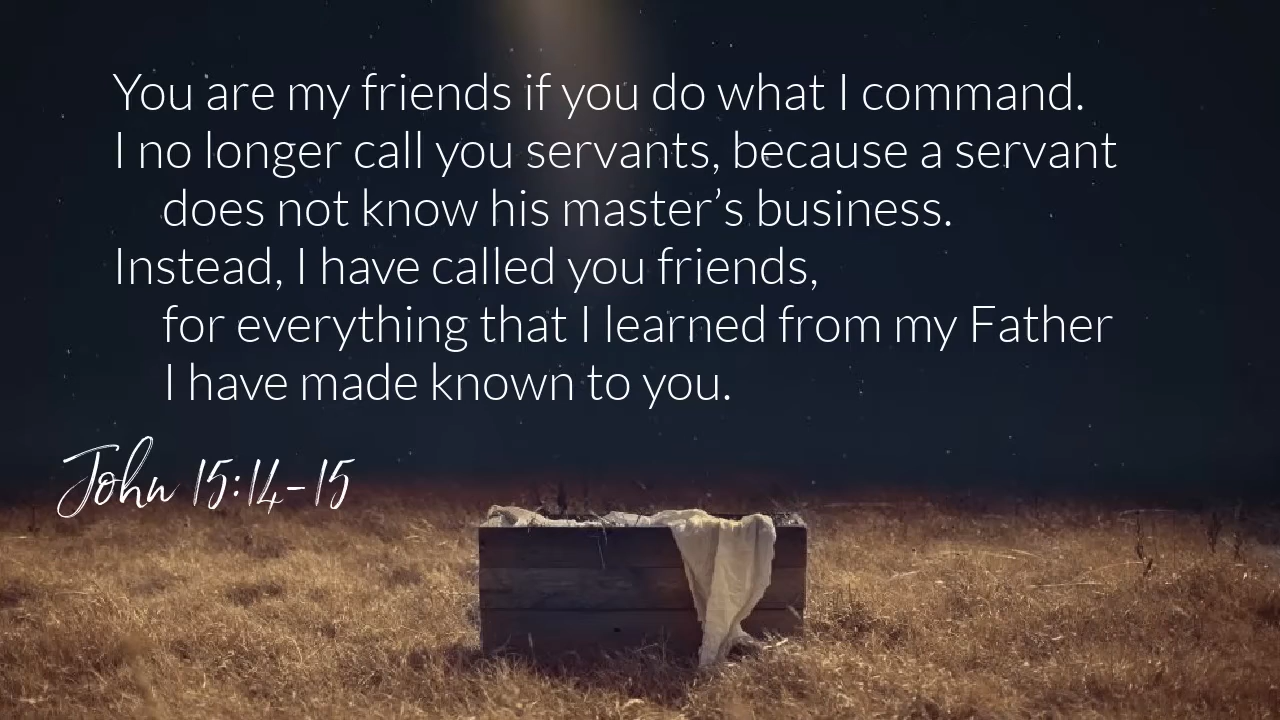 You are my friends if you do what I command.
I no longer call you servants, because a servant
does not know his master’s business.
Instead, I have called you friends,
for everything that I learned from my Father
I have made known to you.
John 15:14-15